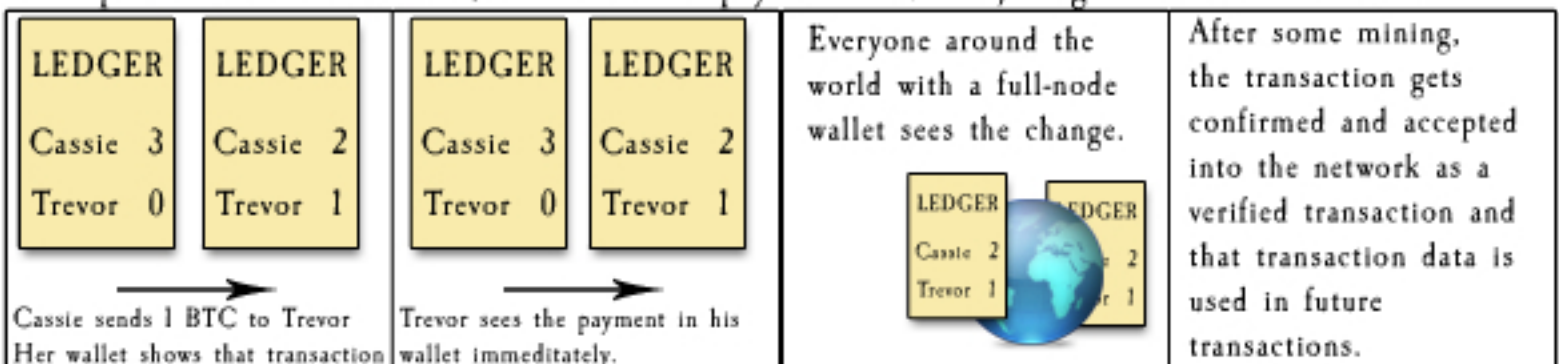 LEDGER
Cassie 3
Trevor 0
LEDGER
Cassie 2
Trevor 1
Cassie sends 1 BTC to Trevor
Her wallet shows that transaction
LEDGER
Cassie 3
Trevor 0
LEDGER
Cassie 2
Trevor 1
Trevor sees the payment in his
wallet immeditately.
Everyone around the
world with a full-node
wallet sees the change.
LEDGER
Cassie 2
Trevor 1
EDGER
e 2
r 1
After some mining,
the transaction gets
confirmed and accepted
into the network as a
verified transaction and
that transaction data is
used in future
transactions.